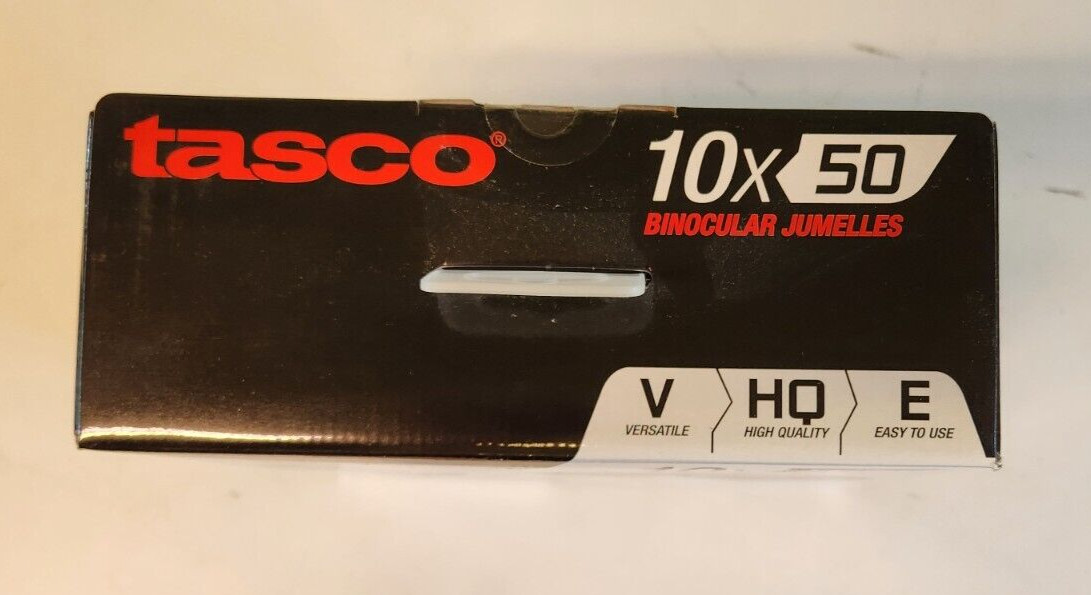 tasco®
10x 50
BINOCULAR JUMELLES
V HQ E
VERSATILE HIGH QUALITY EASY TO USE